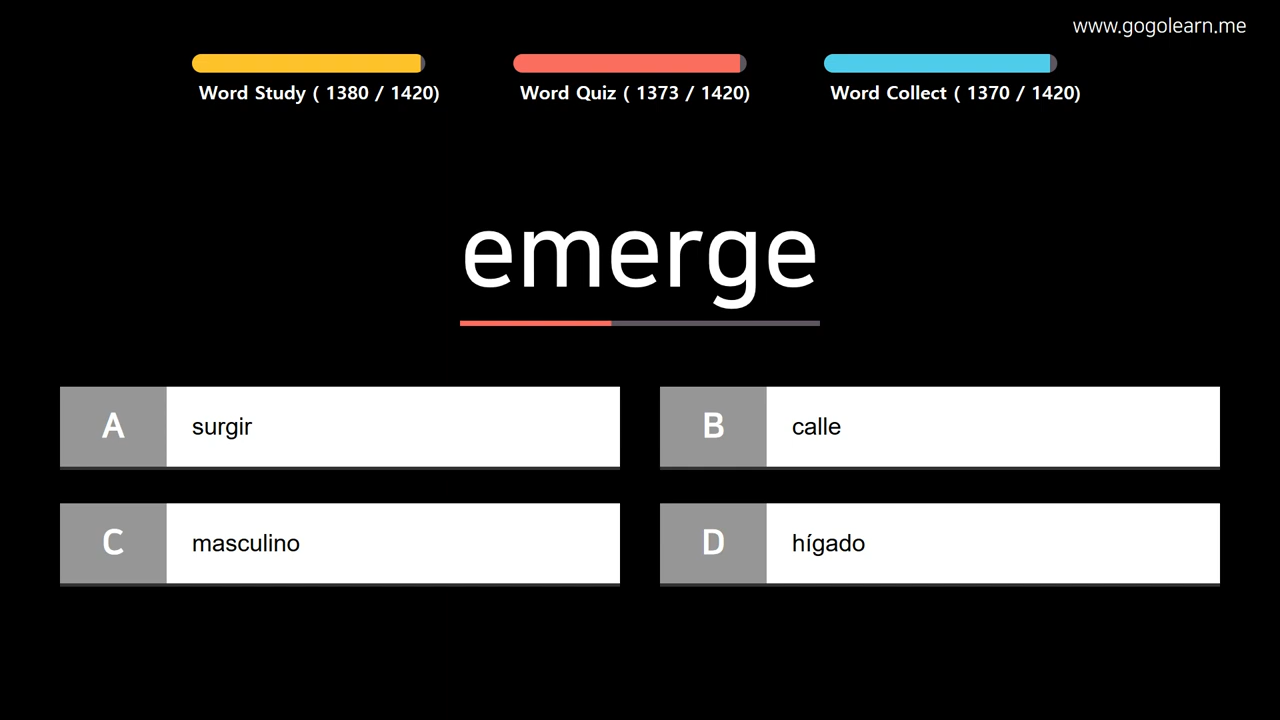 www.gogolearn.me
Word Study ( 1380 / 1420)
Word Quiz ( 1373 / 1420)
Word Collect ( 1370 / 1420)
emerge
A surgir
B calle
C masculino
D hígado